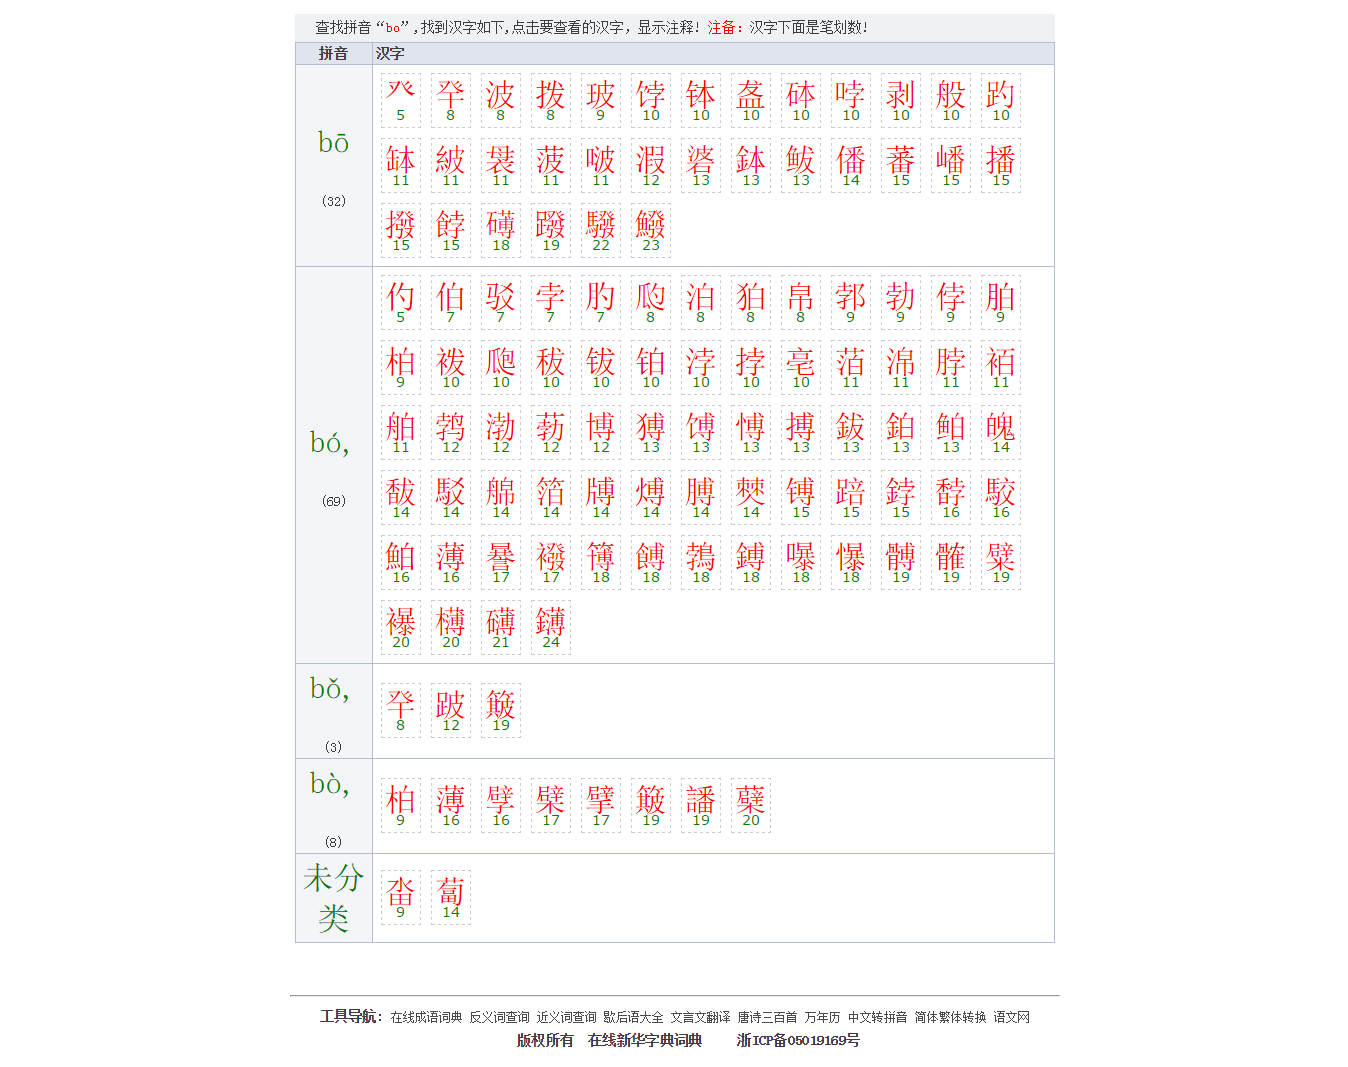 查找拼音“bo”,找到汉字如下,点击要查看的汉字，显示注释! 注备：汉字下面是笔划数!
拼音 汉字
bō
(32)
癶 癷 波 拨 玻 饽 钵 盋 砵 哱 剥 般 趵
5 8 8 8 9 10 10 10 10 10 10 10 10
缽 紴 袰 菠 啵 溊 碆 鉢 鲅 僠 蕃 嶓 播
11 11 11 11 11 12 13 13 13 14 15 15 15
撥 餑 礡 蹳 驋 鱍
15 15 18 19 22 23
bó,
(69)
仢 伯 驳 孛 肑 瓝 泊 狛 帛 郣 勃 侼 胉
5 7 7 7 7 8 8 8 8 9 9 9 9
柏 袯 瓟 秡 钹 铂 浡 挬 亳 萡 淿 脖 袹
9 10 10 10 10 10 10 10 10 11 11 11 11
舶 鹁 渤 葧 博 猼 馎 愽 搏 鈸 鉑 鲌 魄
11 12 12 12 12 13 13 13 13 13 13 13 14
馛 駁 艊 箔 牔 煿 膊 僰 镈 踣 鋍 馞 駮
14 14 14 14 14 14 14 14 15 15 15 16 16
鮊 薄 謈 襏 簙 餺 鵓 鎛 嚗 懪 髆 髉 糪
16 16 17 17 18 18 18 18 18 18 19 19 19
襮 欂 礴 鑮
20 20 21 24
bǒ,
(3)
癷 跛 簸
8 12 19
bò,
(8)
柏 薄 孹 檗 擘 簸 譒 蘗
9 16 16 17 17 19 19 20
未分
类
畓 蔔
9 14
工具导航: 在线成语词典 反义词查询 近义词查询 歇后语大全 文言文翻译 唐诗三百首 万年历 中文转拼音 简体繁体转换 语文网
版权所有 在线新华字典词典 浙ICP备05019169号